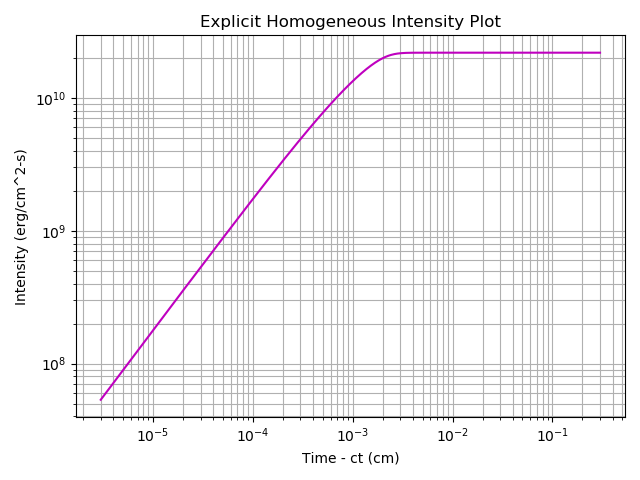 Explicit Homogeneous Intensity Plot
Intensity (erg/cm^2-s)
10^10
10^9
10^8
10^-5 10^-4 10^-3 10^-2 10^-1
Time - ct (cm)